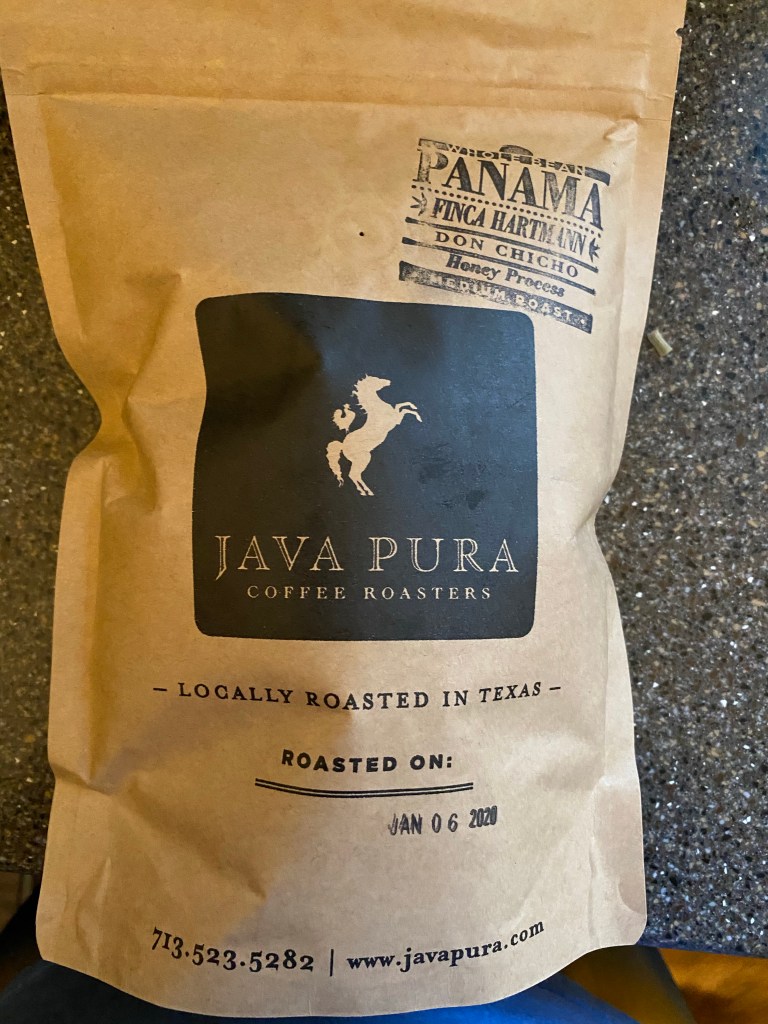 WHOLE BEAN
PANAMA
FINCA HARTMANN
DON CHICHO
Honey Process
MEDIUM ROAST
JAVA PURA
COFFEE ROASTERS
– LOCALLY ROASTED IN TEXAS –
ROASTED ON:
JAN 06 2020
713.523.5282 | www.javapura.com